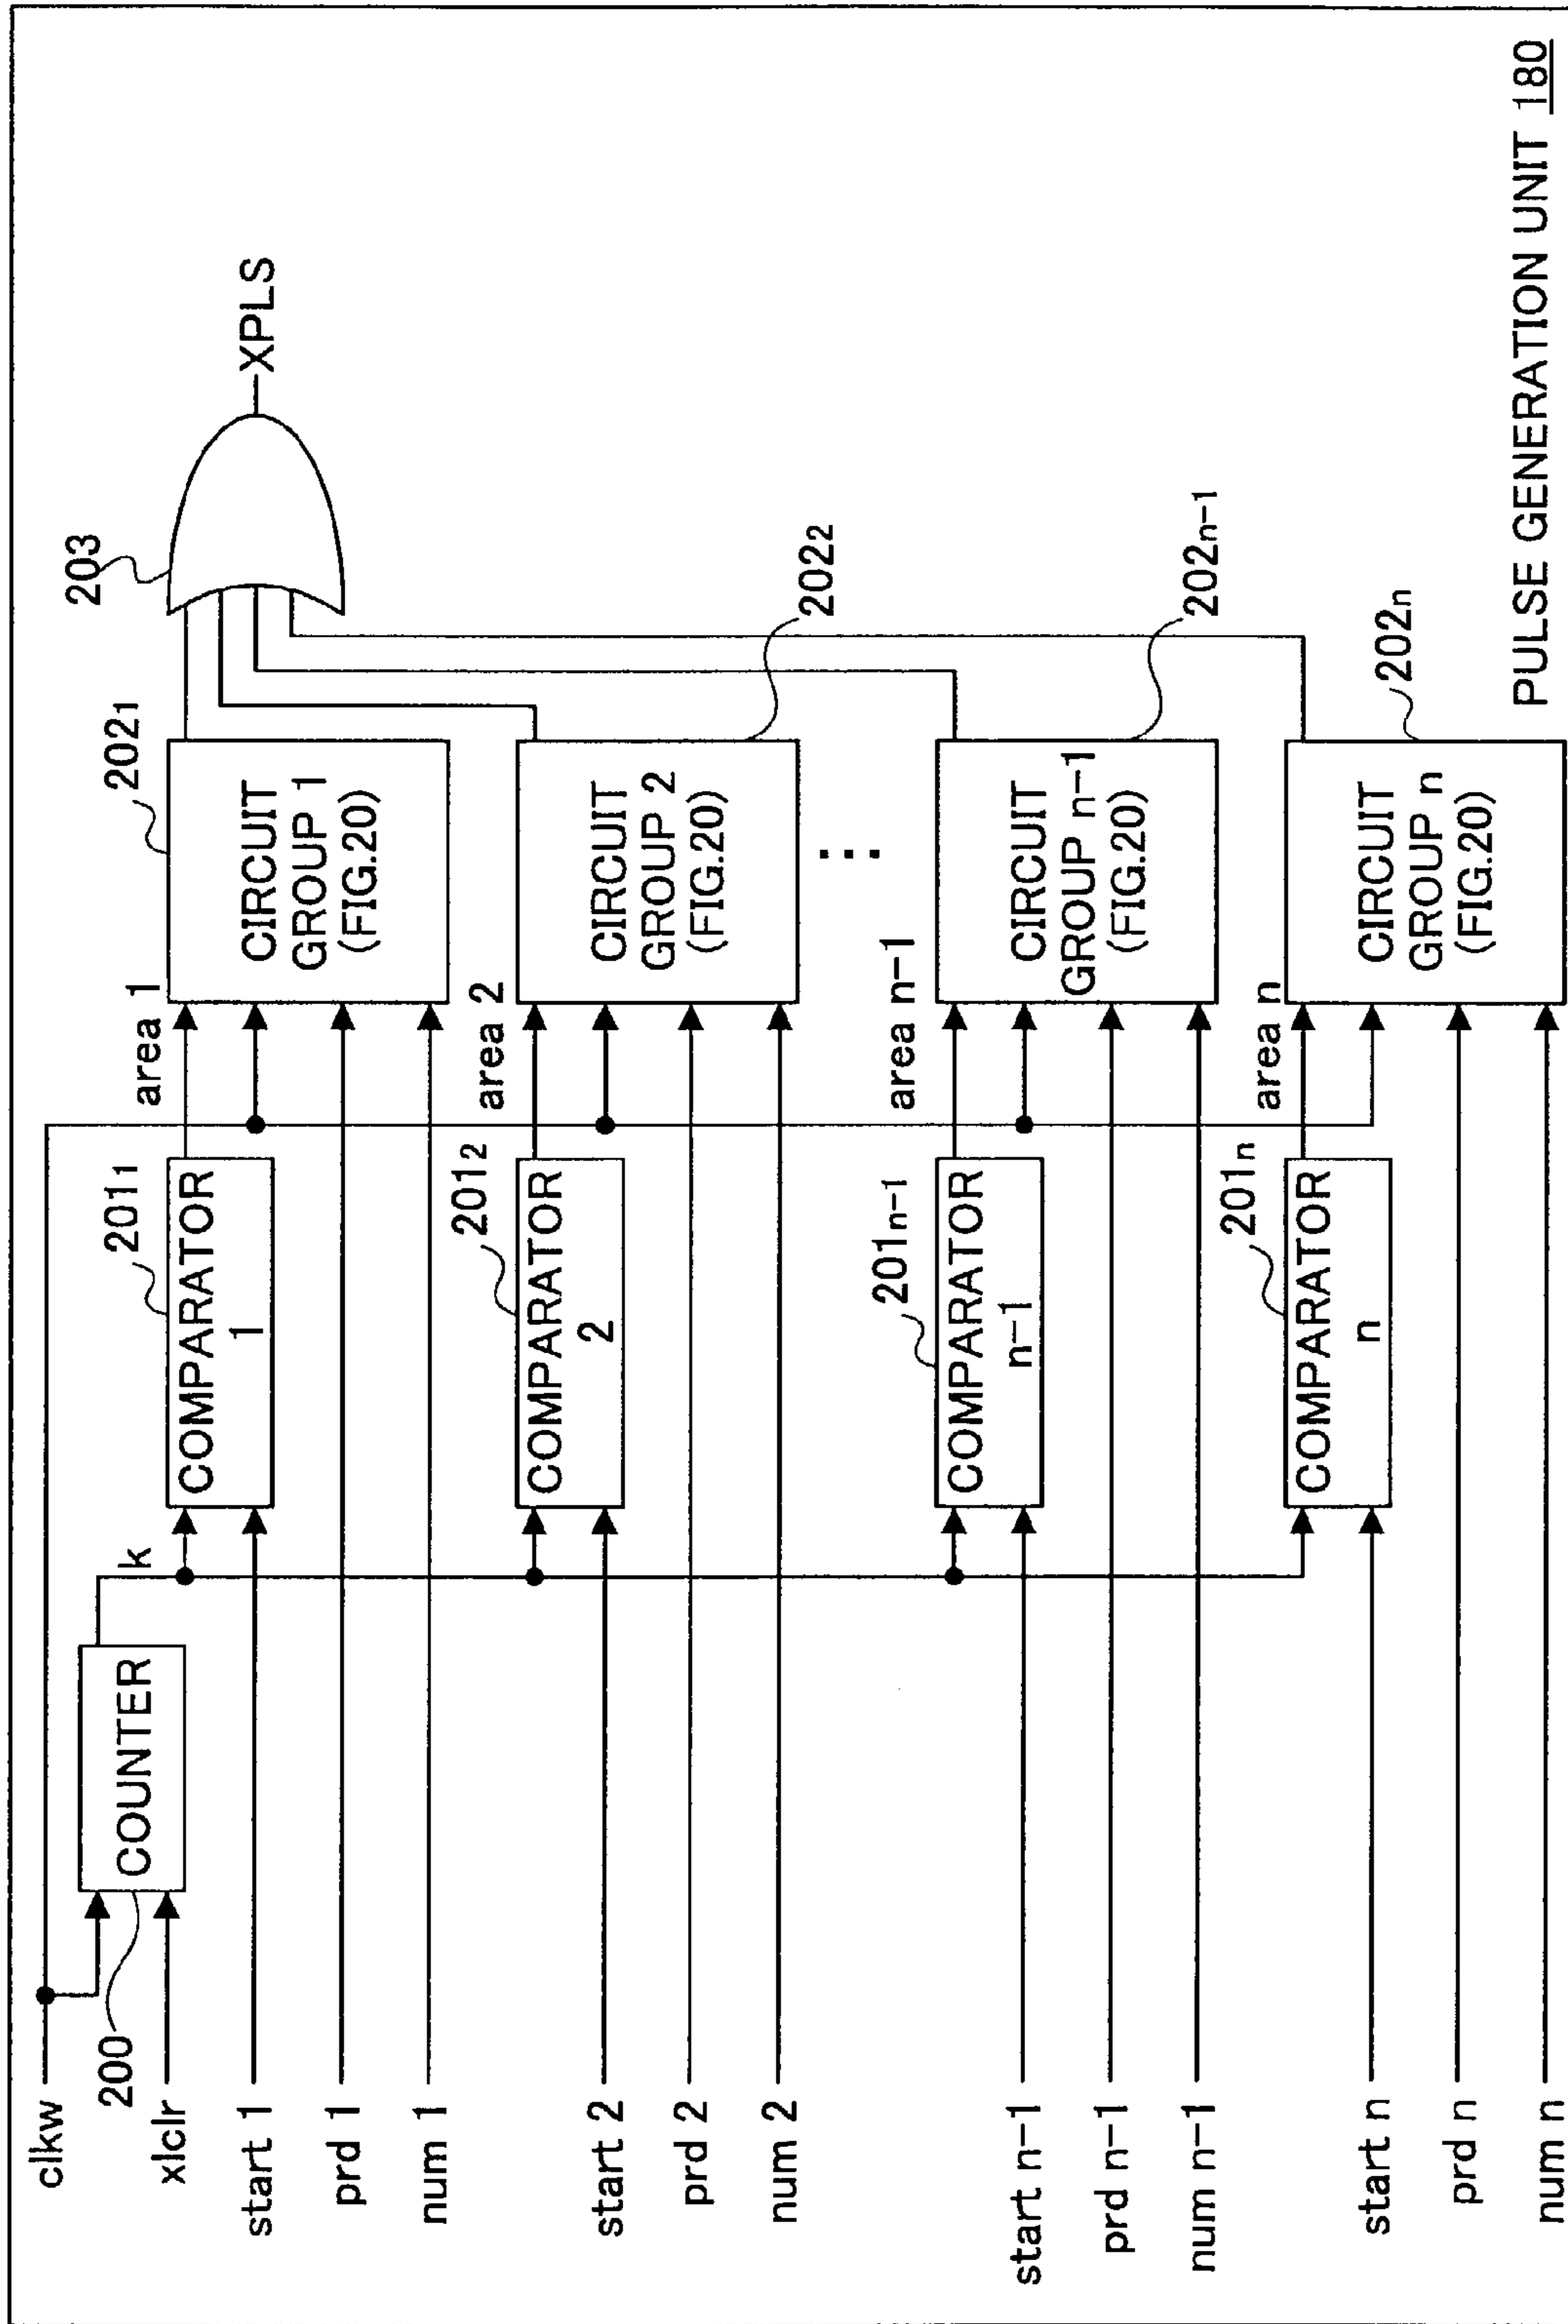 clkw
200
xlclr
start 1
prd 1
num 1
start 2
prd 2
num 2
start n-1
prd n-1
num n-1
start n
prd n
num n
COUNTER
k
2011
COMPARATOR
1
2012
COMPARATOR
2
201n-1
COMPARATOR
n-1
201n
COMPARATOR
n
area 1
area 2
area n-1
area n
2021
CIRCUIT
GROUP 1
(FIG.20)
CIRCUIT
GROUP 2
(FIG.20)
2022
⋮
CIRCUIT
GROUP n-1
(FIG.20)
202n-1
CIRCUIT
GROUP n
(FIG.20)
202n
203
XPLS
PULSE GENERATION UNIT 180